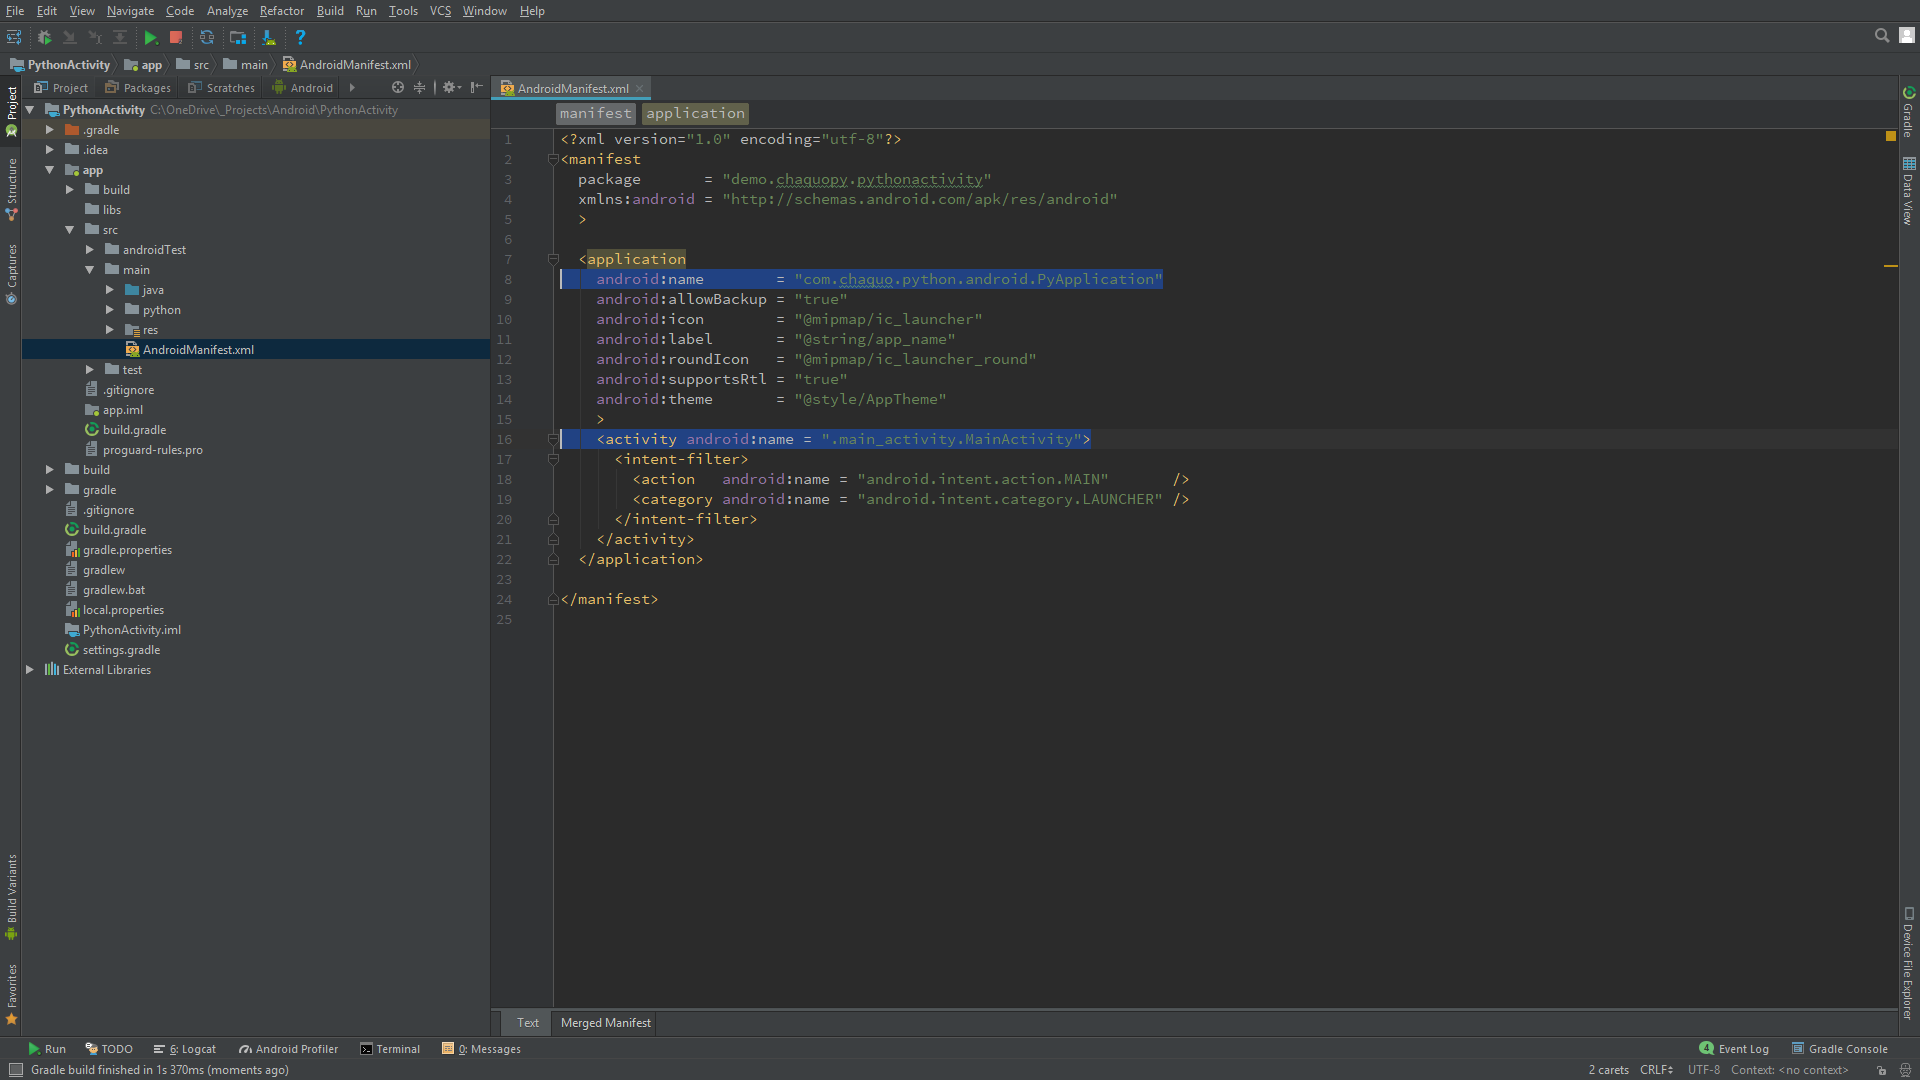 File Edit View Navigate Code Analyze Refactor Build Run Tools VCS Window Help
PythonActivity app src main AndroidManifest.xml
Project Packages Scratches Android
AndroidManifest.xml
manifest application
Project
Structure
Captures
Build Variants
Favorites
PythonActivity C:\OneDrive\_Projects\Android\PythonActivity
.gradle
.idea
app
build
libs
src
androidTest
main
java
python
res
AndroidManifest.xml
test
.gitignore
app.iml
build.gradle
proguard-rules.pro
build
gradle
.gitignore
build.gradle
gradle.properties
gradlew
gradlew.bat
local.properties
PythonActivity.iml
settings.gradle
External Libraries
1 <?xml version="1.0" encoding="utf-8"?>
2 <manifest
3 package = "demo.chaquopy.pythonactivity"
4 xmlns:android = "http://schemas.android.com/apk/res/android"
5 >
6
7 <application
8 android:name = "com.chaquo.python.android.PyApplication"
9 android:allowBackup = "true"
10 android:icon = "@mipmap/ic_launcher"
11 android:label = "@string/app_name"
12 android:roundIcon = "@mipmap/ic_launcher_round"
13 android:supportsRtl = "true"
14 android:theme = "@style/AppTheme"
15 >
16 <activity android:name = ".main_activity.MainActivity">
17 <intent-filter>
18 <action android:name = "android.intent.action.MAIN" />
19 <category android:name = "android.intent.category.LAUNCHER" />
20 </intent-filter>
21 </activity>
22 </application>
23
24 </manifest>
25
Gradle
Data View
Device File Explorer
Text Merged Manifest
Run TODO 6: Logcat Android Profiler Terminal 0: Messages 4 Event Log Gradle Console
Gradle build finished in 1s 370ms (moments ago) 2 carets CRLF UTF-8 Context: <no context>